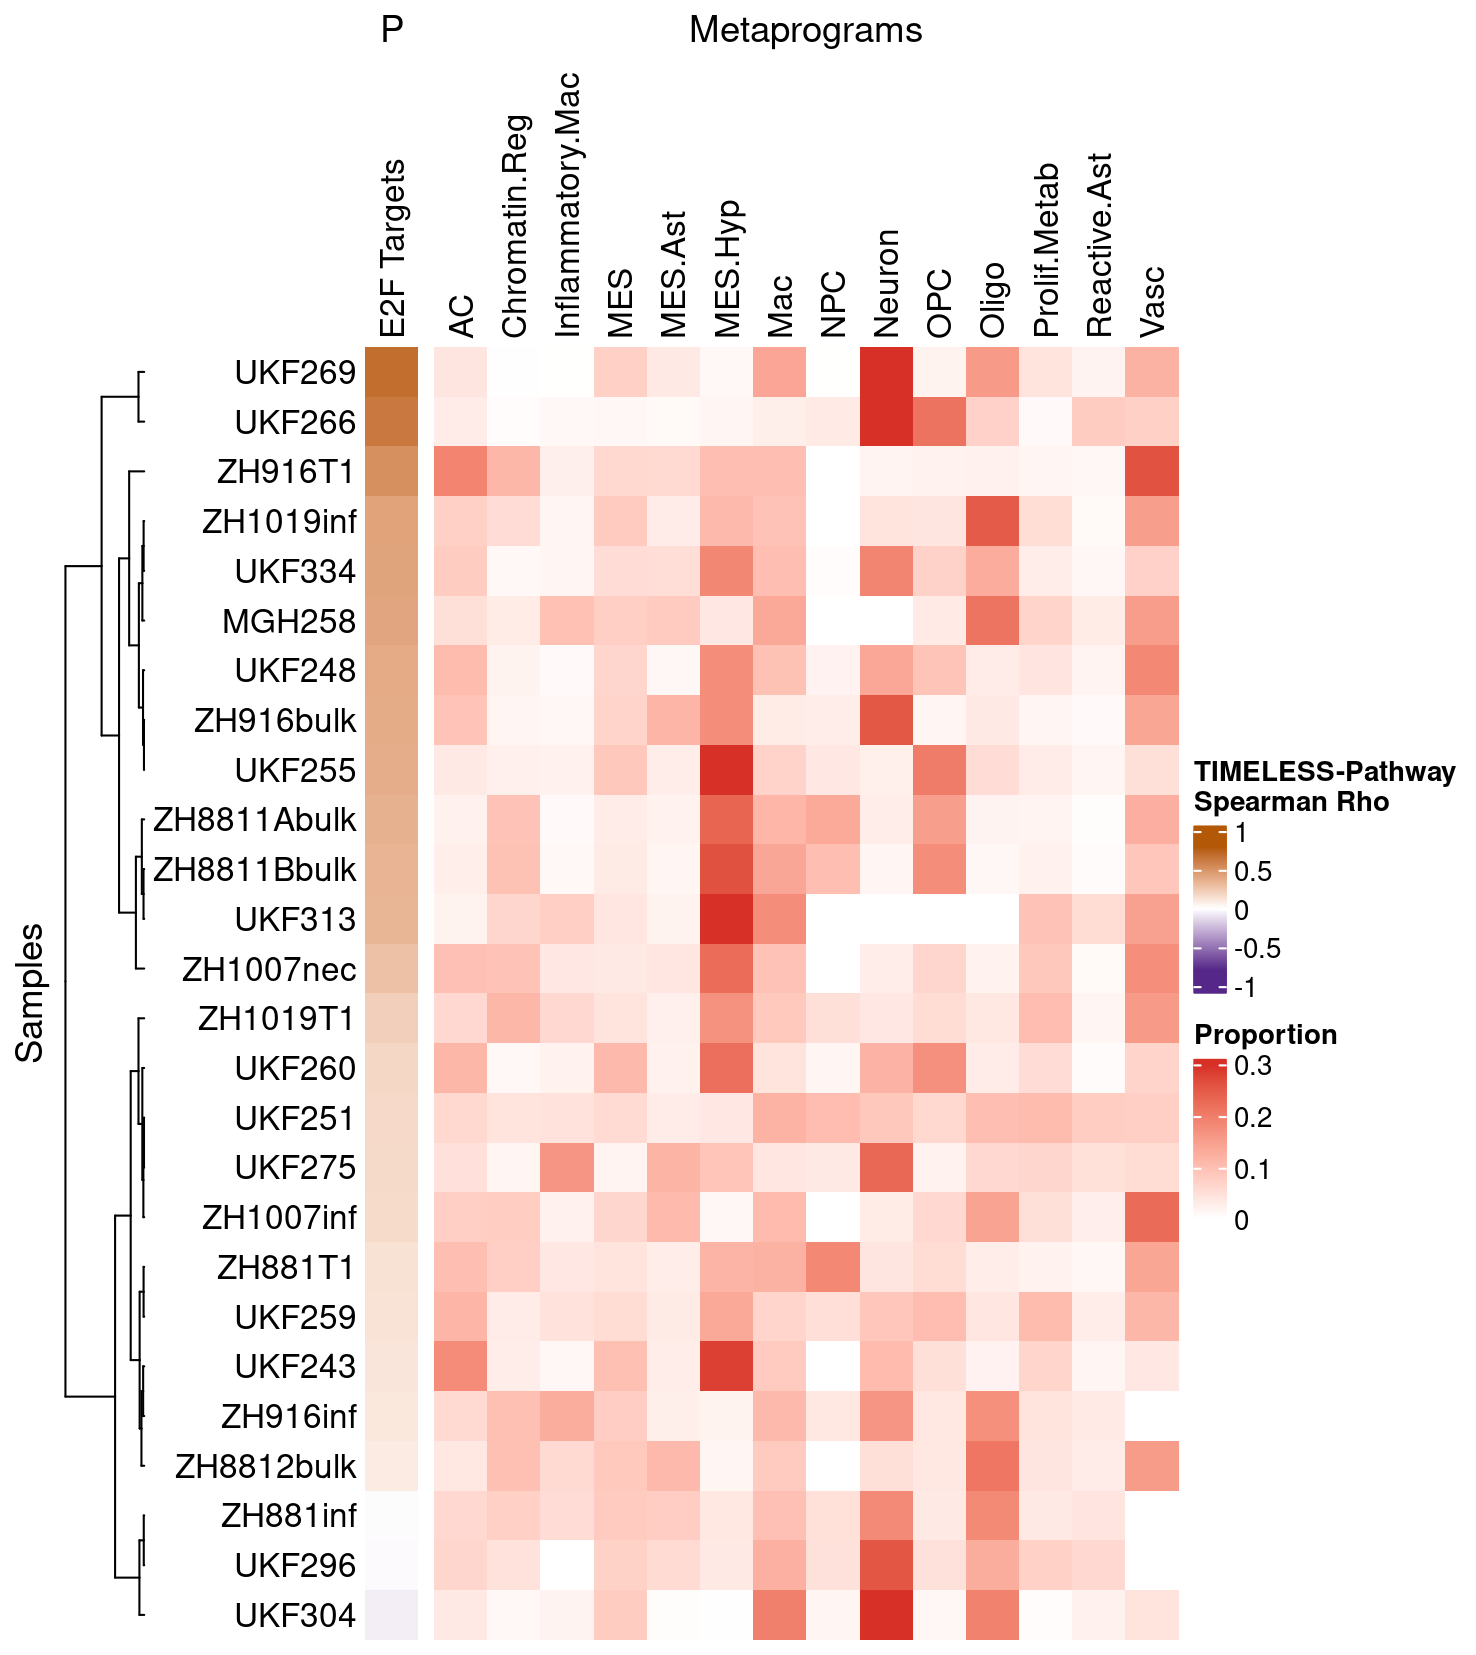 P
Metaprograms
E2F Targets
AC
Chromatin.Reg
Inflammatory.Mac
MES
MES.Ast
MES.Hyp
Mac
NPC
Neuron
OPC
Oligo
Prolif.Metab
Reactive.Ast
Vasc
Samples
UKF269
UKF266
ZH916T1
ZH1019inf
UKF334
MGH258
UKF248
ZH916bulk
UKF255
ZH8811Abulk
ZH8811Bbulk
UKF313
ZH1007nec
ZH1019T1
UKF260
UKF251
UKF275
ZH1007inf
ZH881T1
UKF259
UKF243
ZH916inf
ZH8812bulk
ZH881inf
UKF296
UKF304
TIMELESS-Pathway
Spearman Rho
1
0.5
0
-0.5
-1
Proportion
0.3
0.2
0.1
0